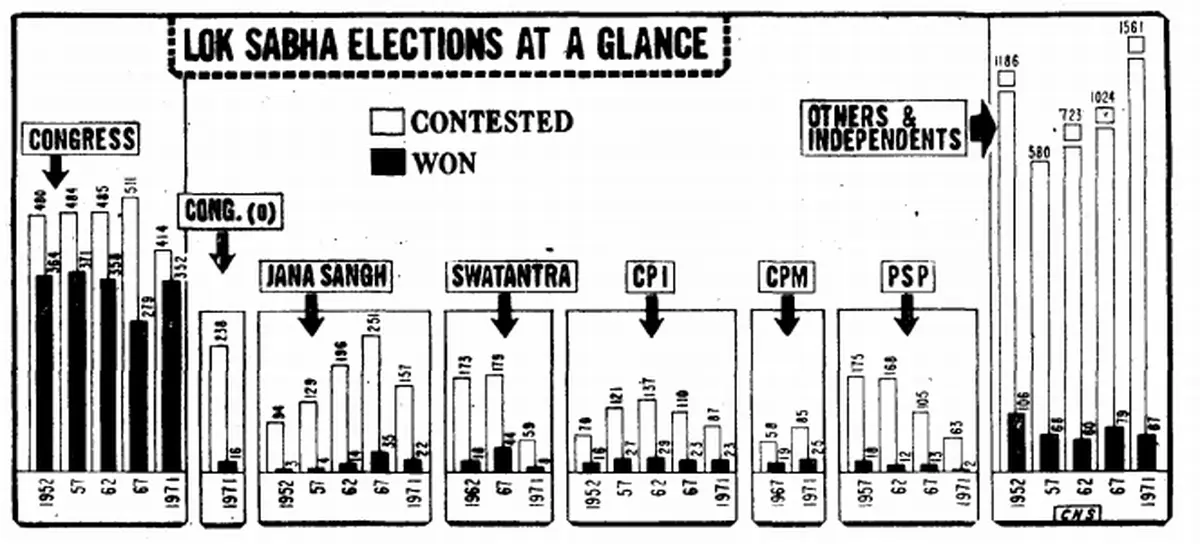 LOK SABHA ELECTIONS AT A GLANCE
CONTESTED
WON
CONGRESS
480 364 484 371 485 358 511 279 414 352
1952 57 62 67 1971
CONG. (O)
238 16
1971
JANA SANGH
94 3 129 4 196 14 251 35 157 22
1952 57 62 67 1971
SWATANTRA
173 18 179 44 59 8
1962 67 1971
CPI
16 121 27 137 29 110 23 87 23
1952 57 62 67 1971
CPM
58 19 85 25
1967 67 1971
PSP
175 18 168 12 105 13 63 2
1957 62 67 1971
OTHERS &
INDEPENDENTS
1186 106 580 68 723 60 1024 79 1561 67
1952 57 62 67 1971
CNS